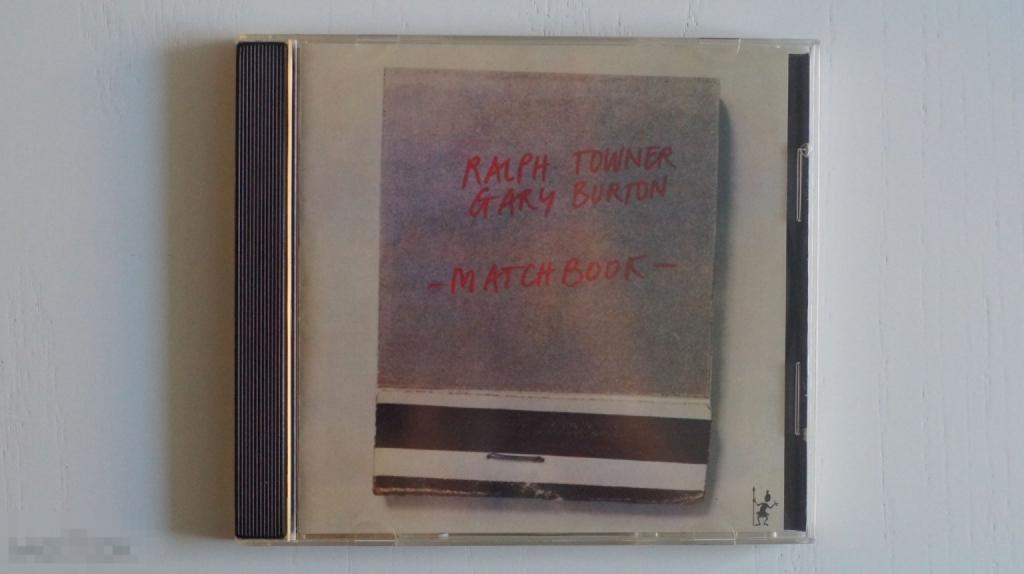 RALPH TOWNER
GARY BURTON
-MATCHBOOK-